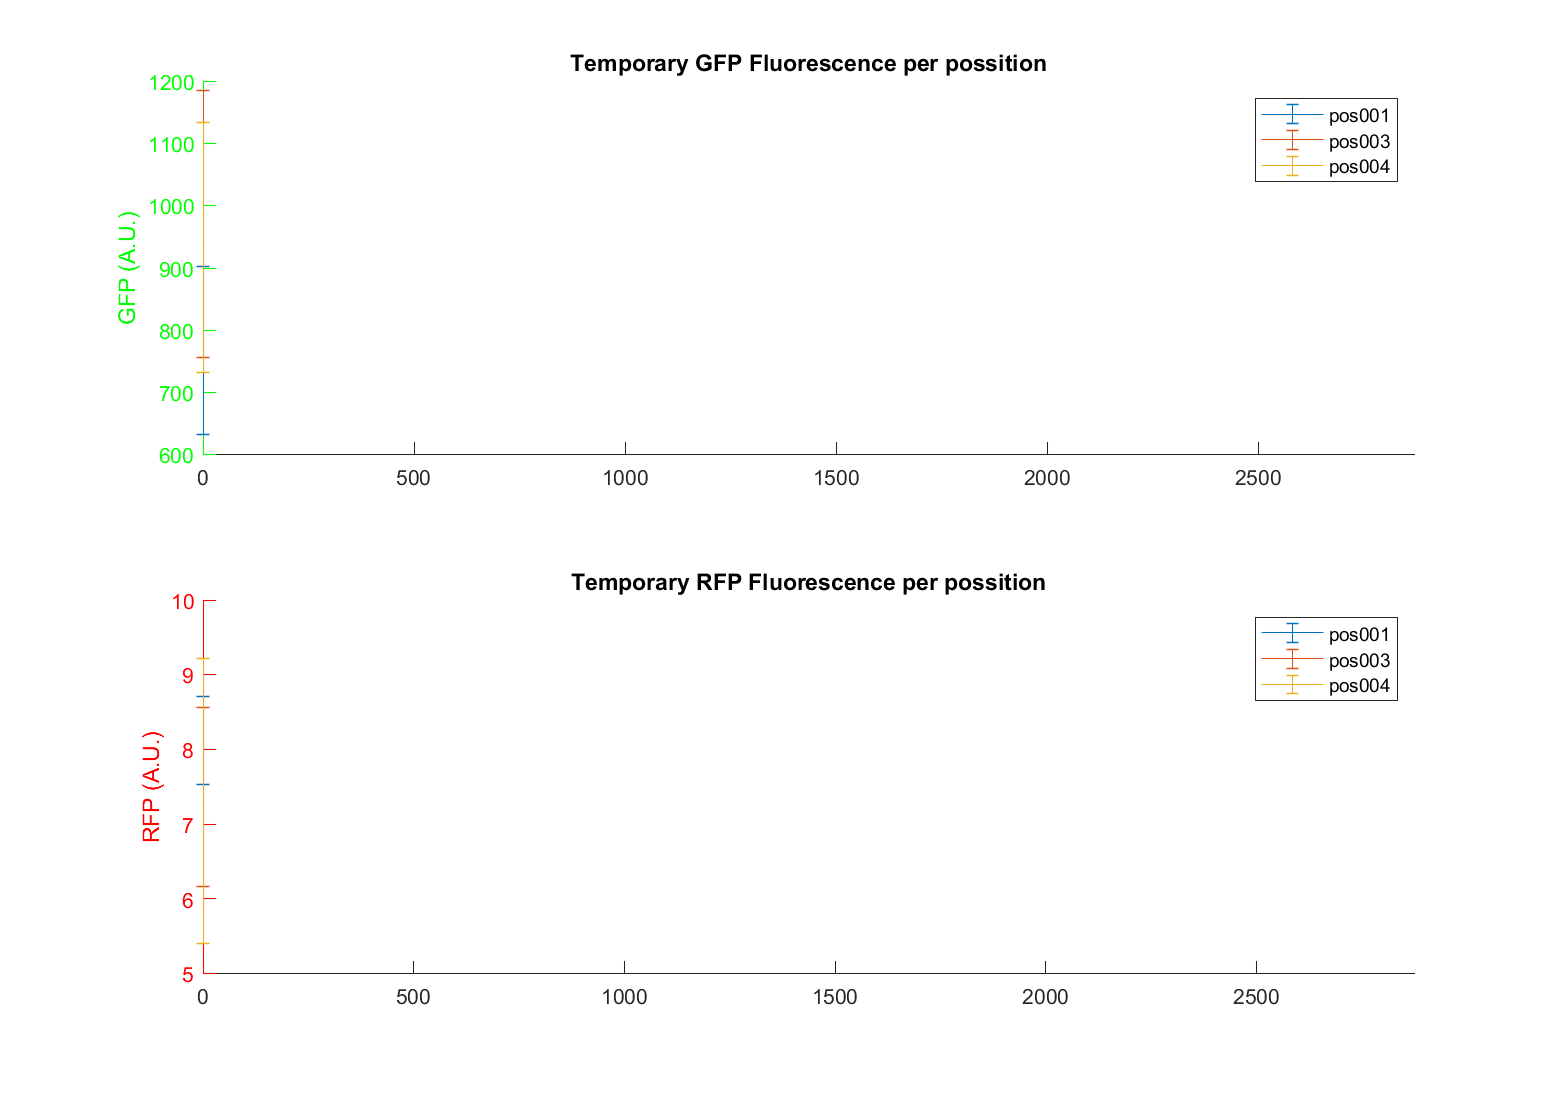 Temporary GFP Fluorescence per possition
1200
1100
1000
900
800
700
600
GFP (A.U.)
0 500 1000 1500 2000 2500
pos001
pos003
pos004
Temporary RFP Fluorescence per possition
10
9
8
7
6
5
RFP (A.U.)
0 500 1000 1500 2000 2500
pos001
pos003
pos004